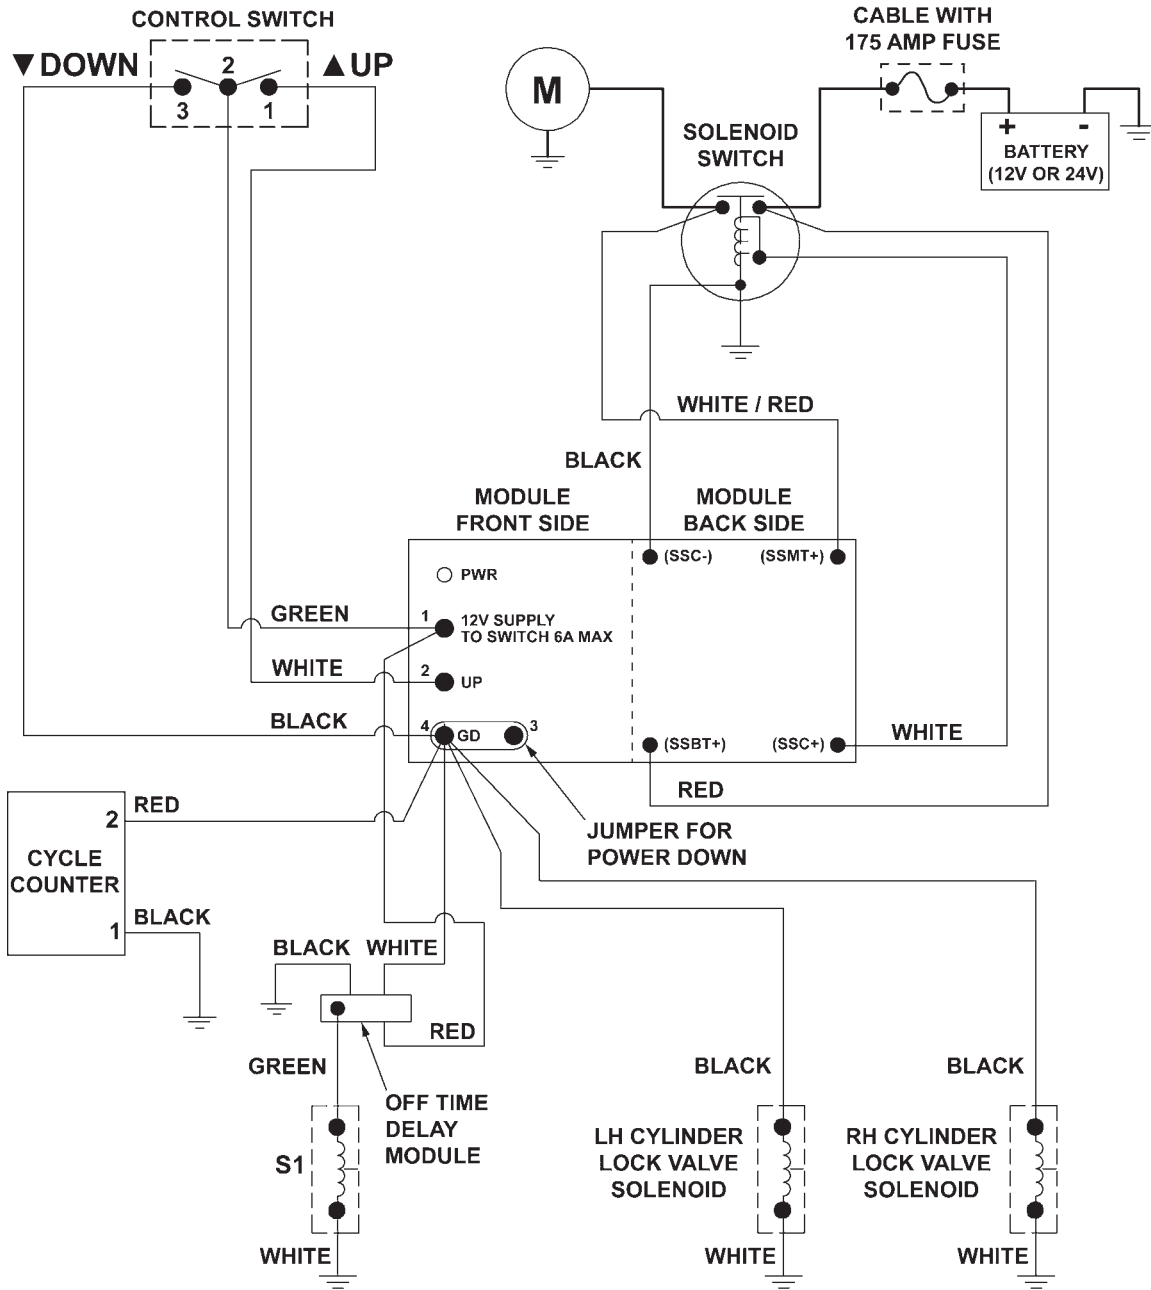 CONTROL SWITCH
▼DOWN
▲UP
2
3
1
M
CABLE WITH
175 AMP FUSE
SOLENOID
SWITCH
+
-
BATTERY
(12V OR 24V)
WHITE / RED
BLACK
MODULE
FRONT SIDE
MODULE
BACK SIDE
(SSC-)
(SSMT+)
PWR
GREEN
1
12V SUPPLY
TO SWITCH 6A MAX
WHITE
2
UP
BLACK
4
GD
3
(SSBT+)
(SSC+)
WHITE
RED
RED
2
JUMPER FOR
POWER DOWN
CYCLE
COUNTER
BLACK
1
BLACK
WHITE
RED
GREEN
OFF TIME
DELAY
MODULE
BLACK
BLACK
S1
LH CYLINDER
LOCK VALVE
SOLENOID
RH CYLINDER
LOCK VALVE
SOLENOID
WHITE
WHITE
WHITE